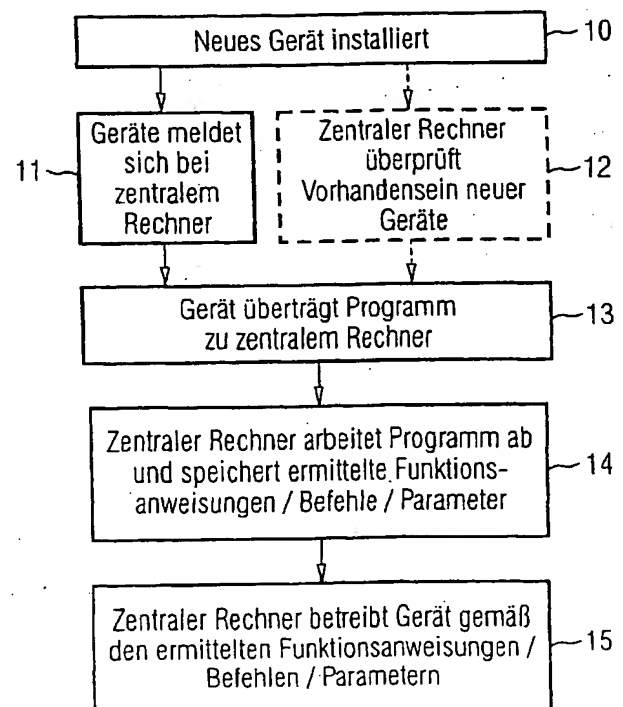 Neues Gerät installiert
10
Geräte meldet
sich bei
zentralem
Rechner
11
Zentraler Rechner
überprüft
Vorhandensein neuer
Geräte
12
Gerät überträgt Programm
zu zentralem Rechner
13
Zentraler Rechner arbeitet Programm ab
und speichert ermittelte Funktions-
anweisungen / Befehle / Parameter
14
Zentraler Rechner betreibt Gerät gemäß
den ermittelten Funktionsanweisungen /
Befehlen / Parametern
15